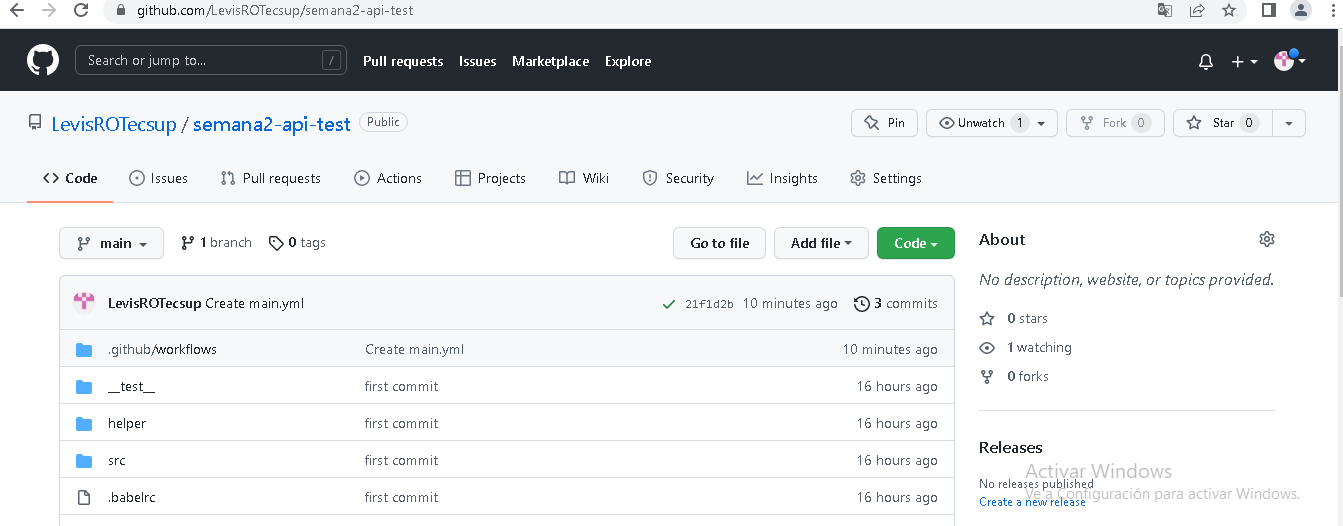 github.com/LevisROTecsup/semana2-api-test
Search or jump to... /
Pull requests Issues Marketplace Explore
LevisROTecsup / semana2-api-test Public
Pin Unwatch 1 Fork 0 Star 0
Code Issues Pull requests Actions Projects Wiki Security Insights Settings
main 1 branch 0 tags Go to file Add file Code
LevisROTecsup Create main.yml 21f1d2b 10 minutes ago 3 commits
.github/workflows Create main.yml 10 minutes ago
__test__ first commit 16 hours ago
helper first commit 16 hours ago
src first commit 16 hours ago
.babelrc first commit 16 hours ago
About
No description, website, or topics provided.
0 stars
1 watching
0 forks
Releases
No releases published
Create a new release
Activar Windows
Ve a Configuración para activar Windows.